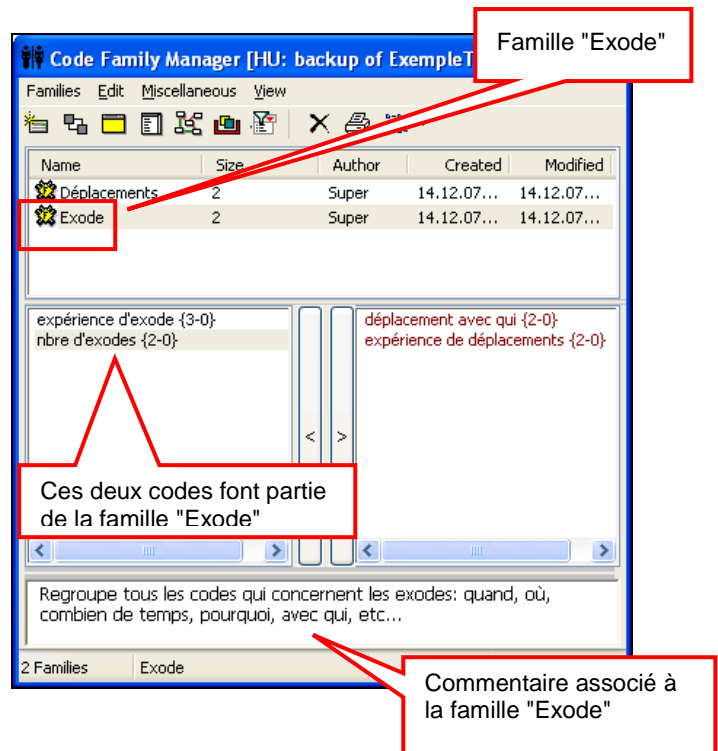 Famille "Exode"
Code Family Manager [HU: backup of ExempleT
Families Edit Miscellaneous View
Name Size Author Created Modified
Déplacements 2 Super 14.12.07... 14.12.07...
Exode 2 Super 14.12.07... 14.12.07...
expérience d'exode {3-0}
nbre d'exodes {2-0}
< >
déplacement avec qui {2-0}
expérience de déplacements {2-0}
Ces deux codes font partie
de la famille "Exode"
Regroupe tous les codes qui concernent les exodes: quand, où,
combien de temps, pourquoi, avec qui, etc...
2 Families Exode
Commentaire associé à
la famille "Exode"